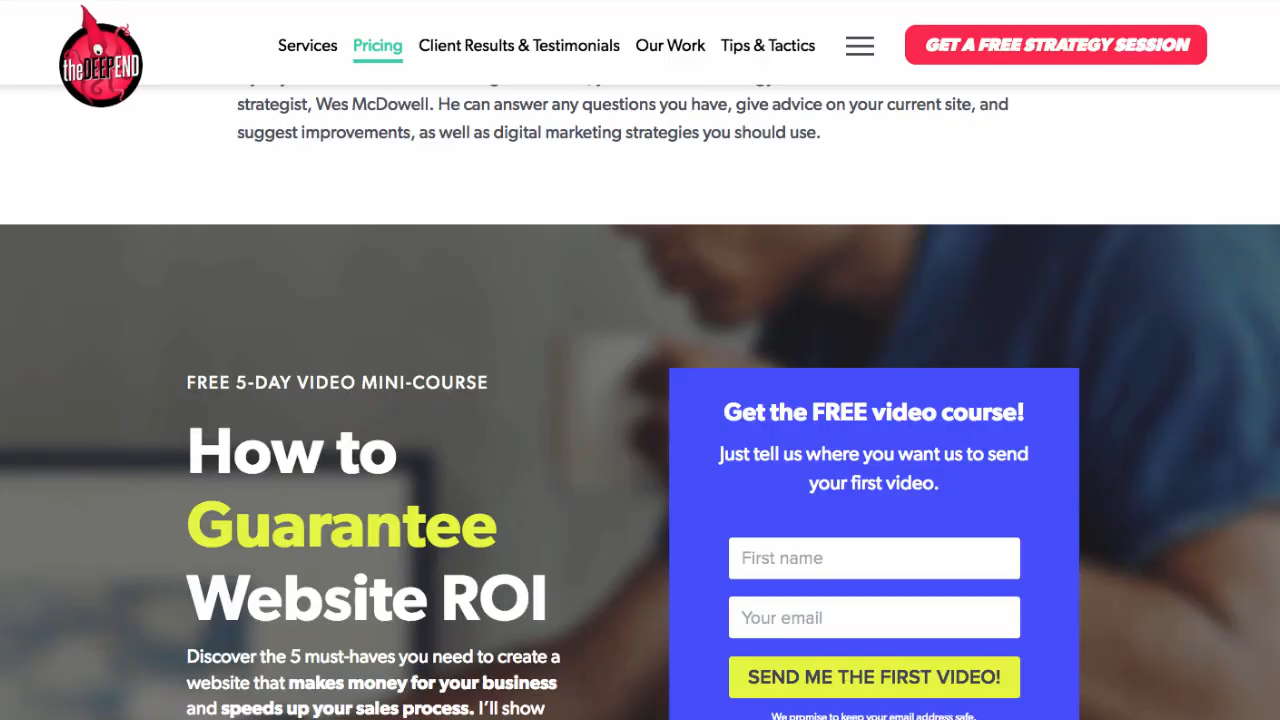 theDEEPEND
Services Pricing Client Results & Testimonials Our Work Tips & Tactics GET A FREE STRATEGY SESSION
strategist, Wes McDowell. He can answer any questions you have, give advice on your current site, and
suggest improvements, as well as digital marketing strategies you should use.
FREE 5-DAY VIDEO MINI-COURSE
How to
Guarantee
Website ROI
Discover the 5 must-haves you need to create a
website that makes money for your business
and speeds up your sales process. I'll show
Get the FREE video course!
Just tell us where you want us to send
your first video.
First name
Your email
SEND ME THE FIRST VIDEO!
We promise to keep your email address safe.